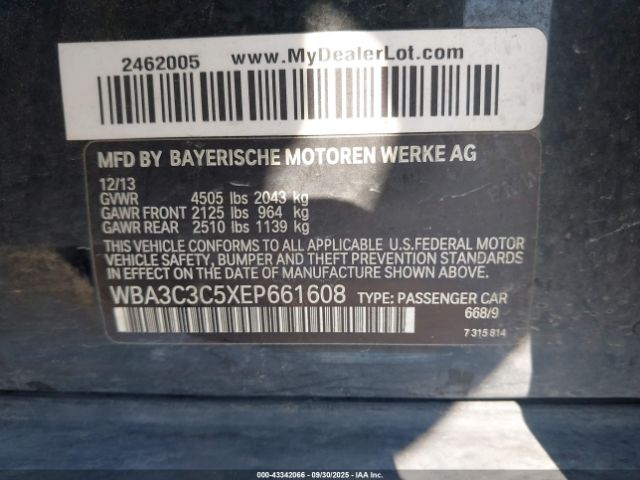 2462005 www.MyDealerLot.com
MFD BY BAYERISCHE MOTOREN WERKE AG
12/13
GVWR 4505 lbs 2043 kg
GAWR FRONT 2125 lbs 964 kg
GAWR REAR 2510 lbs 1139 kg
THIS VEHICLE CONFORMS TO ALL APPLICABLE U.S.FEDERAL MOTOR
VEHICLE SAFETY, BUMPER AND THEFT PREVENTION STANDARDS
IN EFFECT ON THE DATE OF MANUFACTURE SHOWN ABOVE.
WBA3C3C5XEP661608 TYPE: PASSENGER CAR
668/9
7 315 814
000-43342066 - 09/30/2025 - IAA Inc.